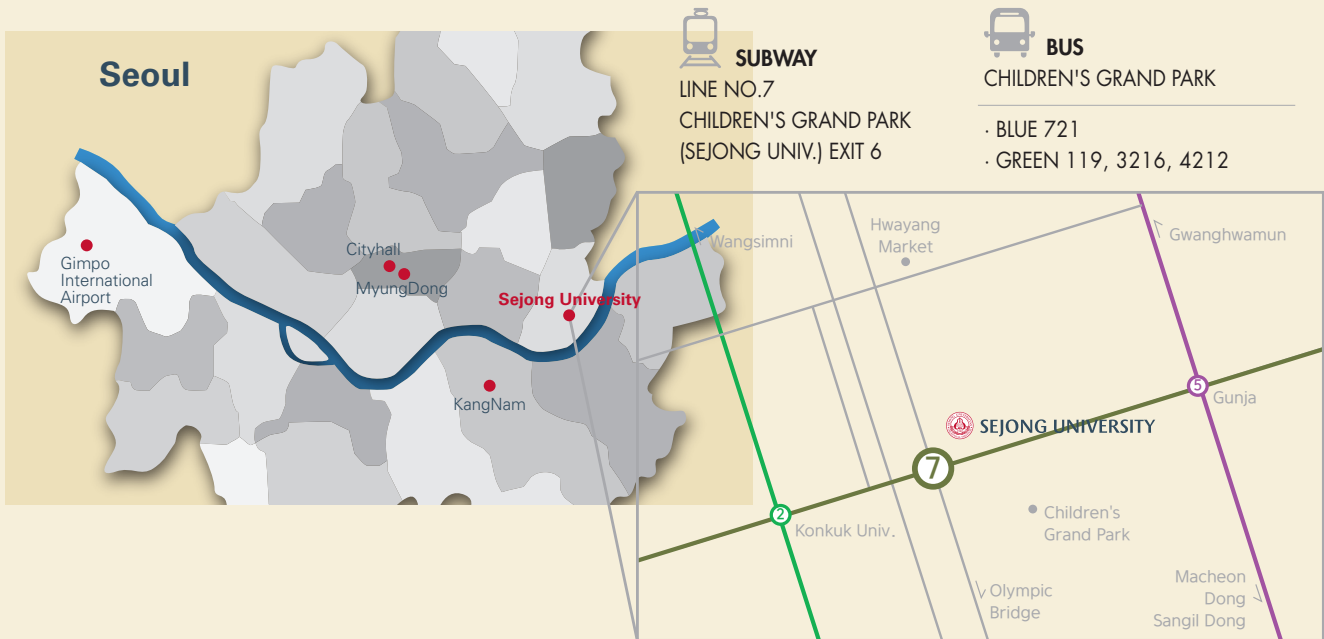 Seoul
Gimpo
International
Airport
Cityhall
MyungDong
Sejong University
KangNam
SUBWAY
LINE NO.7
CHILDREN'S GRAND PARK
(SEJONG UNIV.) EXIT 6
BUS
CHILDREN'S GRAND PARK
· BLUE 721
· GREEN 119, 3216, 4212
Wangsimni
Hwayang
Market
Gwanghwamun
5
Gunja
SEJONG UNIVERSITY
7
2
Konkuk Univ.
Children's
Grand Park
Olympic
Bridge
Macheon
Dong
Sangil Dong